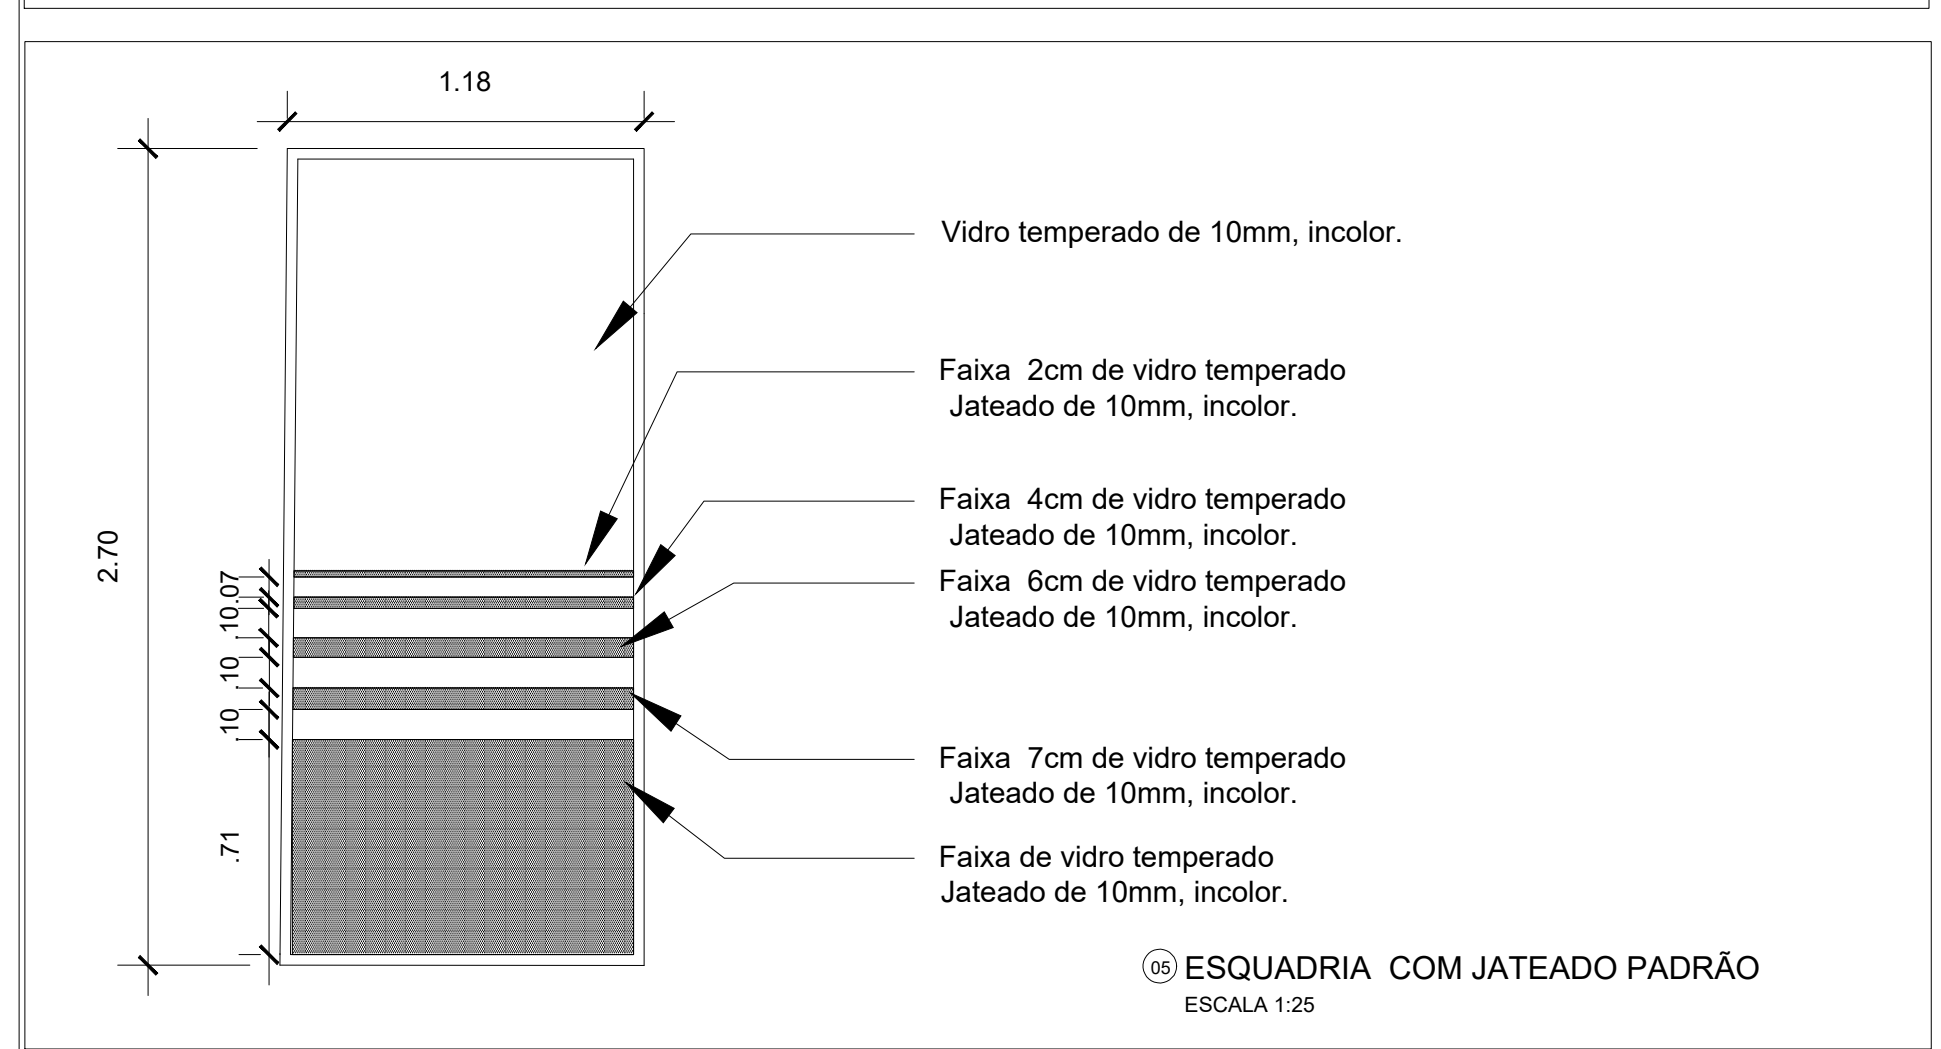 1.18
Vidro temperado de 10mm, incolor.
Faixa  2cm de vidro temperado
Jateado de 10mm, incolor.
Faixa  4cm de vidro temperado
Jateado de 10mm, incolor.
2.70
.07
Faixa  6cm de vidro temperado
Jateado de 10mm, incolor.
.10
.10
.10
Faixa  7cm de vidro temperado
Jateado de 10mm, incolor.
.71
Faixa de vidro temperado
Jateado de 10mm, incolor.
05 ESQUADRIA  COM JATEADO PADRÃO
ESCALA 1:25